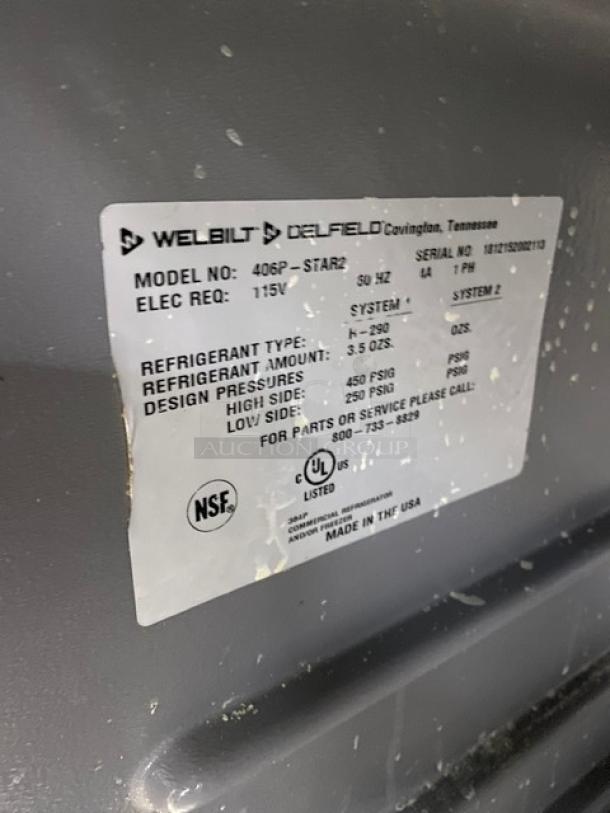 WELBILT DELFIELD Covington, Tennessee
MODEL NO: 406P-STAR2 SERIAL NO 1812152002113
ELEC REQ: 115V 60 HZ 1 PH
SYSTEM 1 SYSTEM 2
REFRIGERANT TYPE: R-290
REFRIGERANT AMOUNT: 3.5 OZS. OZS.
DESIGN PRESSURES
HIGH SIDE: 450 PSIG PSIG
LOW SIDE: 250 PSIG PSIG
FOR PARTS OR SERVICE PLEASE CALL:
800-733-8829
AUCTION GROUP
C UL US
LISTED
NSF
384P
COMMERCIAL REFRIGERATOR
AND/OR FREEZER
MADE IN THE USA